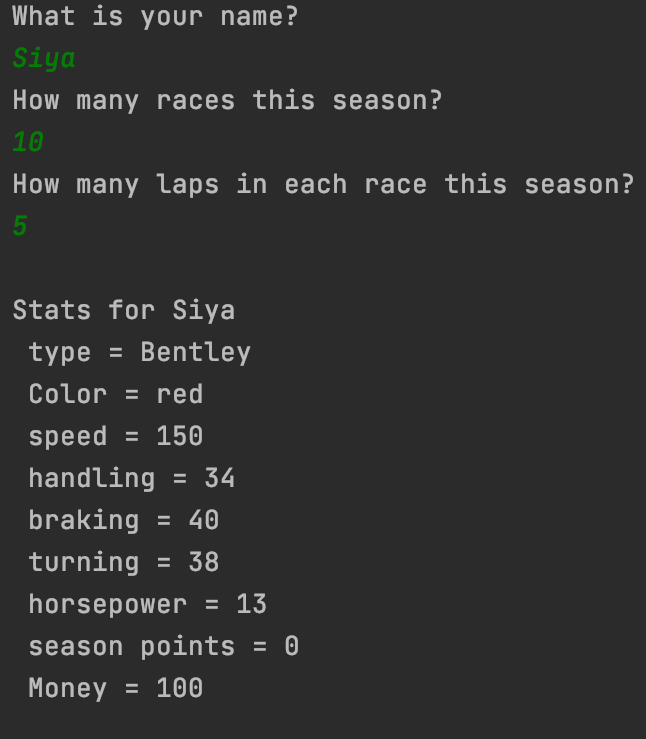 What is your name?
Siya
How many races this season?
10
How many laps in each race this season?
5
Stats for Siya
type = Bentley
Color = red
speed = 150
handling = 34
braking = 40
turning = 38
horsepower = 13
season points = 0
Money = 100